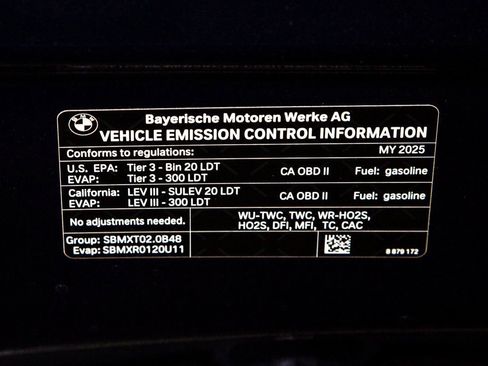 BMW
Bayerische Motoren Werke AG
VEHICLE EMISSION CONTROL INFORMATION
Conforms to regulations: MY 2025
U.S. EPA: Tier 3 - Bin 20 LDT CA OBD II Fuel: gasoline
EVAP: Tier 3 - 300 LDT
California: LEV III - SULEV 20 LDT CA OBD II Fuel: gasoline
EVAP: LEV III - 300 LDT
No adjustments needed. WU-TWC, TWC, WR-HO2S,
HO2S, DFI, MFI, TC, CAC
Group: SBMXT02.0B48
Evap: SBMXR0120U11 8 879 172